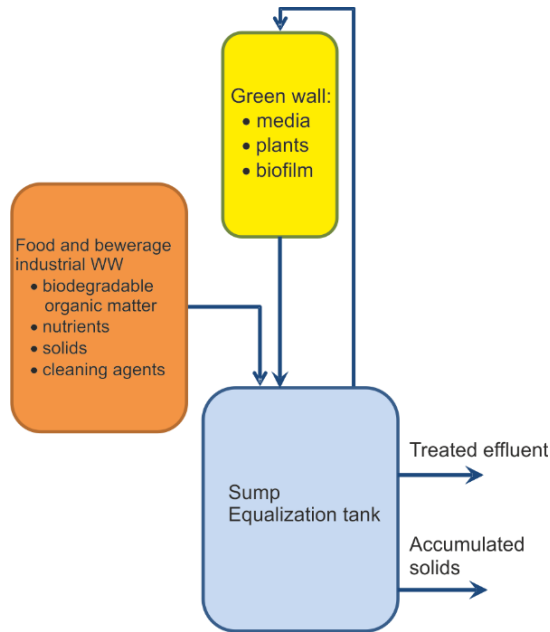 Green wall:
• media
• plants
• biofilm
Food and bewerage
industrial WW
• biodegradable
organic matter
• nutrients
• solids
• cleaning agents
Sump
Equalization tank
Treated effluent
Accumulated
solids